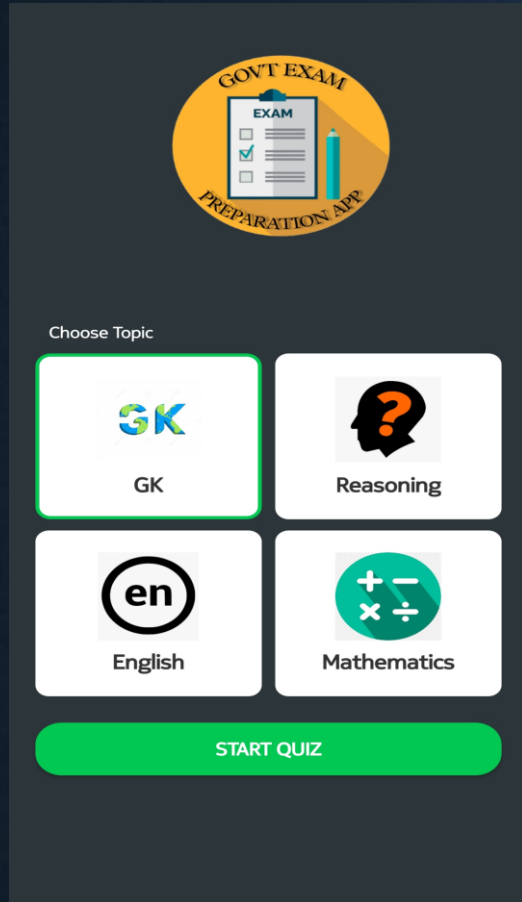 GOVT EXAM
EXAM
PREPARATION APP
Choose Topic
GK
GK
?
Reasoning
en
English
+ −
× ÷
Mathematics
START QUIZ